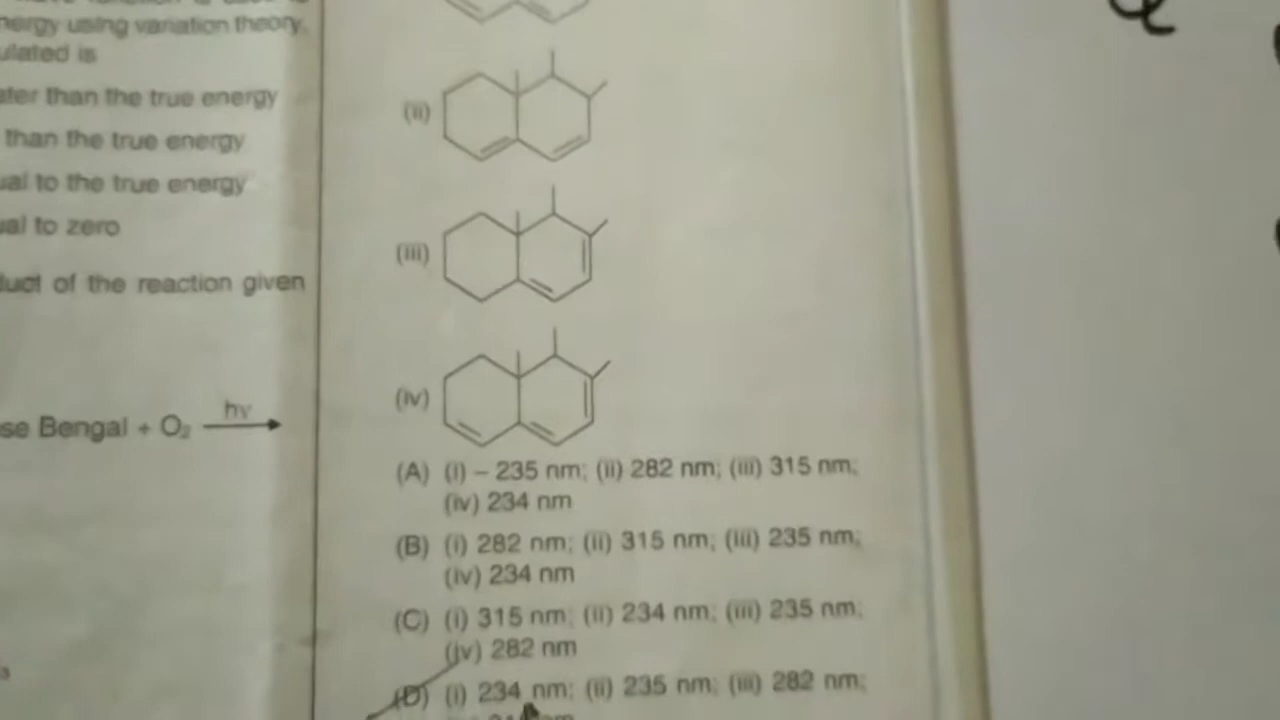 energy using variation theory,
ulated is
ater than the true energy
than the true energy
ual to the true energy
ual to zero
duct of the reaction given
se Bengal + O₂ hν
(ii)
(iii)
(iv)
(A) (i) – 235 nm; (ii) 282 nm; (iii) 315 nm;
(iv) 234 nm
(B) (i) 282 nm; (ii) 315 nm; (iii) 235 nm;
(iv) 234 nm
(C) (i) 315 nm; (ii) 234 nm; (iii) 235 nm;
(iv) 282 nm
(D) (i) 234 nm; (ii) 235 nm; (iii) 282 nm;